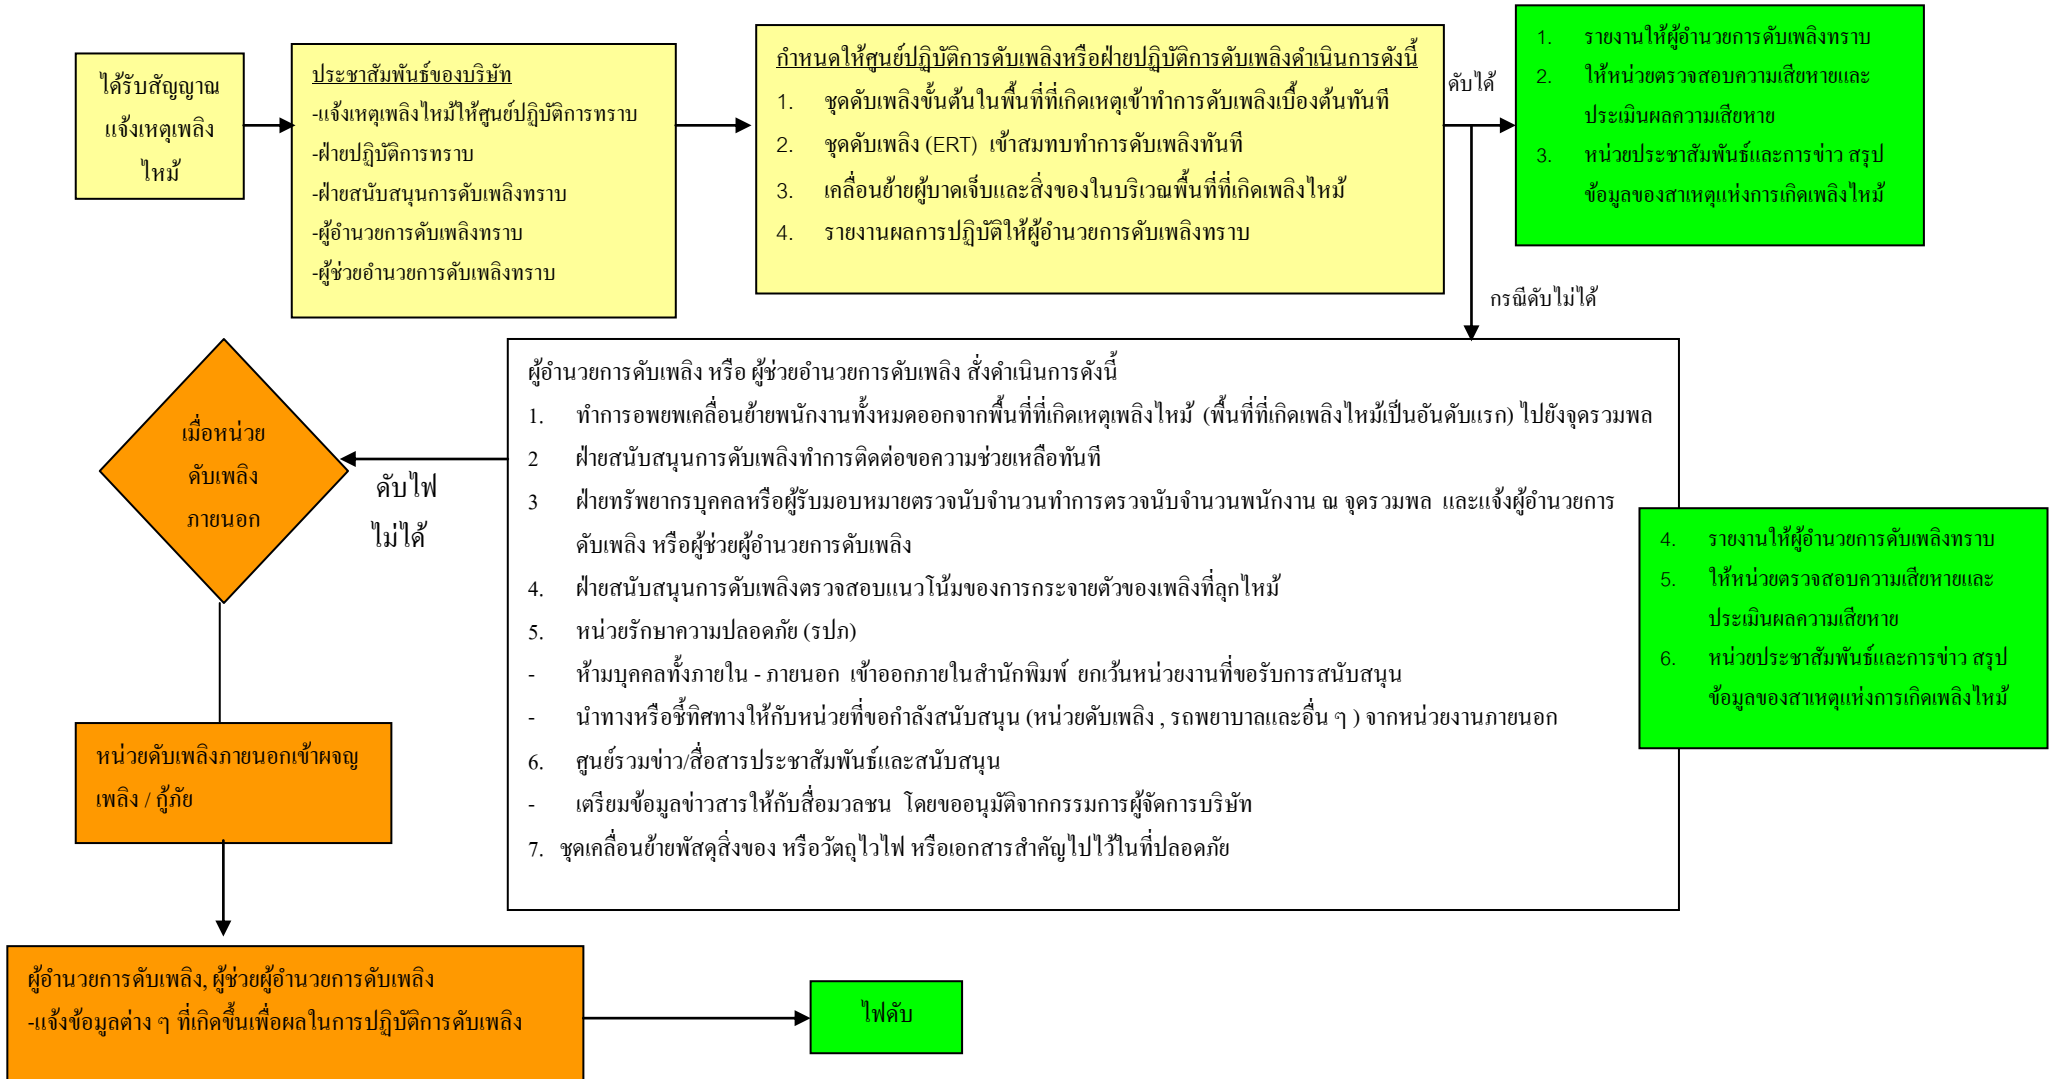 ได้รับสัญญาณ
แจ้งเหตุเพลิง
ไหม้
ประชาสัมพันธ์ของบริษัท
-แจ้งเหตุเพลิงไหม้ให้ศูนย์ปฏิบัติการทราบ
-ฝ่ายปฏิบัติการทราบ
-ฝ่ายสนับสนุนการดับเพลิงทราบ
-ผู้อำนวยการดับเพลิงทราบ
-ผู้ช่วยอำนวยการดับเพลิงทราบ
กำหนดให้ศูนย์ปฏิบัติการดับเพลิงหรือฝ่ายปฏิบัติการดับเพลิงดำเนินการดังนี้
1. ชุดดับเพลิงขั้นต้นในพื้นที่ที่เกิดเหตุเข้าทำการดับเพลิงเบื้องต้นทันที
2. ชุดดับเพลิง (ERT) เข้าสมทบทำการดับเพลิงทันที
3. เคลื่อนย้ายผู้บาดเจ็บและสิ่งของในบริเวณพื้นที่ที่เกิดเพลิงไหม้
4. รายงานผลการปฏิบัติให้ผู้อำนวยการดับเพลิงทราบ
ดับได้
1. รายงานให้ผู้อำนวยการดับเพลิงทราบ
2. ให้หน่วยตรวจสอบความเสียหายและ
ประเมินผลความเสียหาย
3. หน่วยประชาสัมพันธ์และการข่าว สรุป
ข้อมูลของสาเหตุแห่งการเกิดเพลิงไหม้
กรณีดับไม่ได้
ผู้อำนวยการดับเพลิง หรือ ผู้ช่วยอำนวยการดับเพลิง สั่งดำเนินการดังนี้
1. ทำการอพยพเคลื่อนย้ายพนักงานทั้งหมดออกจากพื้นที่ที่เกิดเหตุเพลิงไหม้ (พื้นที่ที่เกิดเพลิงไหม้เป็นอันดับแรก) ไปยังจุดรวมพล
2 ฝ่ายสนับสนุนการดับเพลิงทำการติดต่อขอความช่วยเหลือทันที
3 ฝ่ายทรัพยากรบุคคลหรือผู้รับมอบหมายตรวจนับจำนวนทำการตรวจนับจำนวนพนักงาน ณ จุดรวมพล และแจ้งผู้อำนวยการ
ดับเพลิง หรือผู้ช่วยผู้อำนวยการดับเพลิง
4. ฝ่ายสนับสนุนการดับเพลิงตรวจสอบแนวโน้มของการกระจายตัวของเพลิงที่ลุกไหม้
5. หน่วยรักษาความปลอดภัย (รปภ)
- ห้ามบุคคลทั้งภายใน - ภายนอก เข้าออกภายในสำนักพิมพ์ ยกเว้นหน่วยงานที่ขอรับการสนับสนุน
- นำทางหรือชี้ทิศทางให้กับหน่วยที่ขอกำลังสนับสนุน (หน่วยดับเพลิง , รถพยาบาลและอื่น ๆ ) จากหน่วยงานภายนอก
6. ศูนย์รวมข่าว/สื่อสารประชาสัมพันธ์และสนับสนุน
- เตรียมข้อมูลข่าวสารให้กับสื่อมวลชน โดยขออนุมัติจากกรรมการผู้จัดการบริษัท
7. ชุดเคลื่อนย้ายพัสดุสิ่งของ หรือวัตถุไวไฟ หรือเอกสารสำคัญไปไว้ในที่ปลอดภัย
4. รายงานให้ผู้อำนวยการดับเพลิงทราบ
5. ให้หน่วยตรวจสอบความเสียหายและ
ประเมินผลความเสียหาย
6. หน่วยประชาสัมพันธ์และการข่าว สรุป
ข้อมูลของสาเหตุแห่งการเกิดเพลิงไหม้
ดับไฟ
ไม่ได้
เมื่อหน่วย
ดับเพลิง
ภายนอก
หน่วยดับเพลิงภายนอกเข้าผจญ
เพลิง / กู้ภัย
ผู้อำนวยการดับเพลิง, ผู้ช่วยผู้อำนวยการดับเพลิง
-แจ้งข้อมูลต่าง ๆ ที่เกิดขึ้นเพื่อผลในการปฏิบัติการดับเพลิง
ไฟดับ